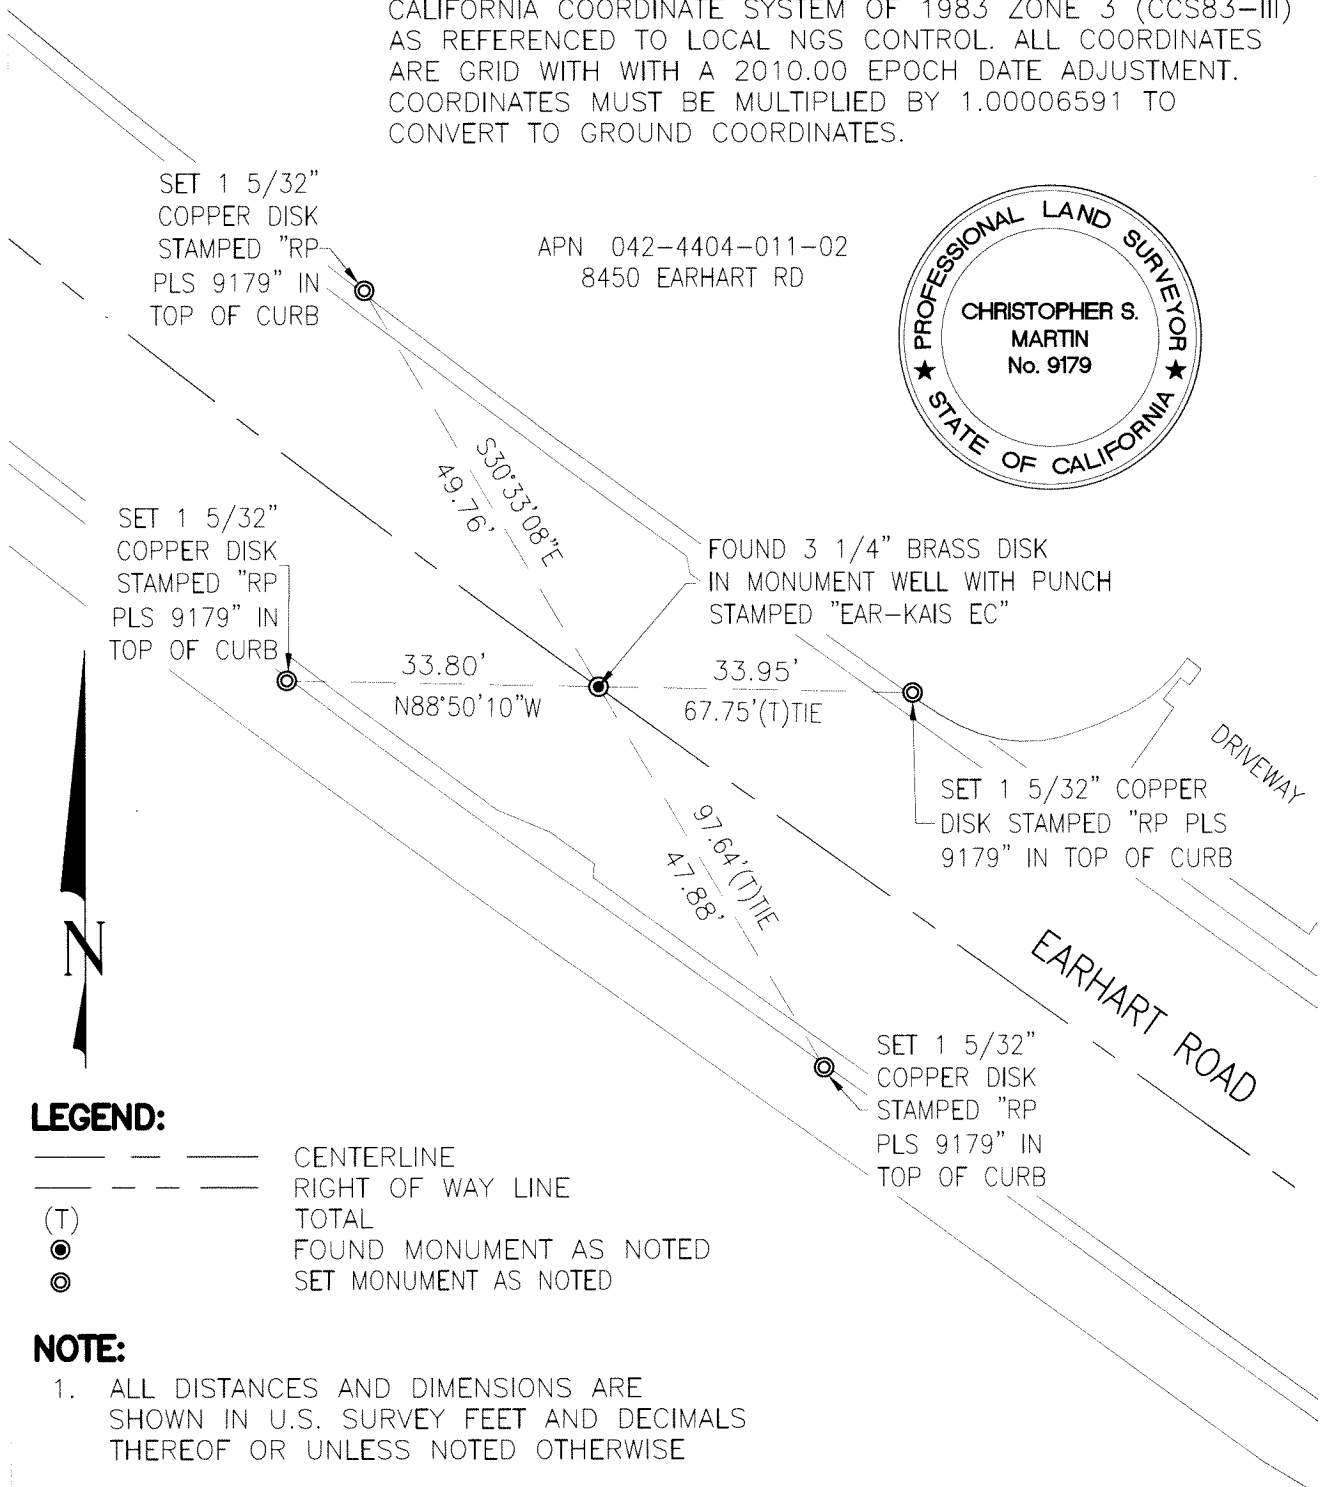 CALIFORNIA COORDINATE SYSTEM OF 1983 ZONE 3 (CCS83-III)
AS REFERENCED TO LOCAL NGS CONTROL. ALL COORDINATES
ARE GRID WITH WITH A 2010.00 EPOCH DATE ADJUSTMENT.
COORDINATES MUST BE MULTIPLIED BY 1.00006591 TO
CONVERT TO GROUND COORDINATES.
SET 1 5/32"
COPPER DISK
STAMPED "RP
PLS 9179" IN
TOP OF CURB
APN 042-4404-011-02
8450 EARHART RD
PROFESSIONAL LAND SURVEYOR
CHRISTOPHER S.
MARTIN
No. 9179
★ STATE OF CALIFORNIA ★
S30°33'08"E
49.76'
SET 1 5/32"
COPPER DISK
STAMPED "RP
PLS 9179" IN
TOP OF CURB
FOUND 3 1/4" BRASS DISK
IN MONUMENT WELL WITH PUNCH
STAMPED "EAR-KAIS EC"
33.80'
N88°50'10"W
33.95'
67.75'(T)TIE
DRIVEWAY
SET 1 5/32" COPPER
DISK STAMPED "RP PLS
9179" IN TOP OF CURB
97.64'(T)TIE
47.88'
N
EARHART ROAD
SET 1 5/32"
COPPER DISK
STAMPED "RP
PLS 9179" IN
TOP OF CURB
LEGEND:
CENTERLINE
RIGHT OF WAY LINE
(T) TOTAL
FOUND MONUMENT AS NOTED
SET MONUMENT AS NOTED
NOTE:
1. ALL DISTANCES AND DIMENSIONS ARE
SHOWN IN U.S. SURVEY FEET AND DECIMALS
THEREOF OR UNLESS NOTED OTHERWISE